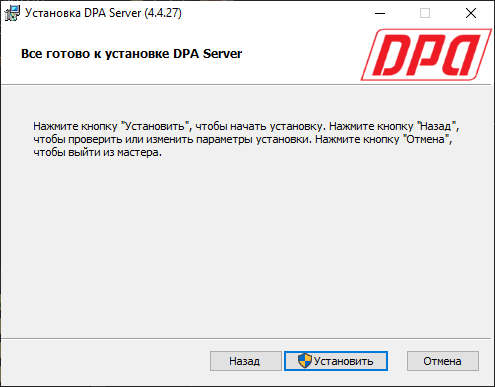 Установка DPA Server (4.4.27)
Все готово к установке DPA Server
DPA
Нажмите кнопку "Установить", чтобы начать установку. Нажмите кнопку "Назад",
чтобы проверить или изменить параметры установки. Нажмите кнопку "Отмена",
чтобы выйти из мастера.
Назад
Установить
Отмена